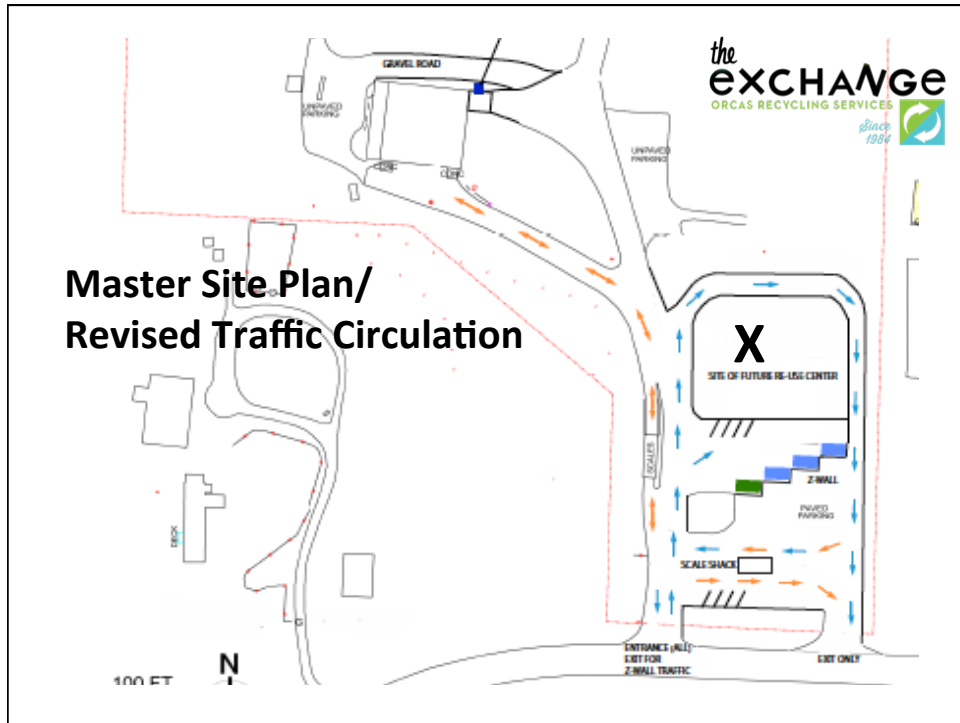 the
eXCHANGE
ORCAS RECYCLING SERVICES
Since
1984
GRAVEL ROAD
UNPAVED
PARKING
UNPAVED
PARKING
Master Site Plan/
Revised Traffic Circulation
X
SITE OF FUTURE RE-USE CENTER
SCALES
Z-WALL
PAVED
PARKING
DECK
SCALE SHACK
ENTRANCE (ALL)
EXIT FOR
Z-WALL TRAFFIC
EXIT ONLY
N
100 FT